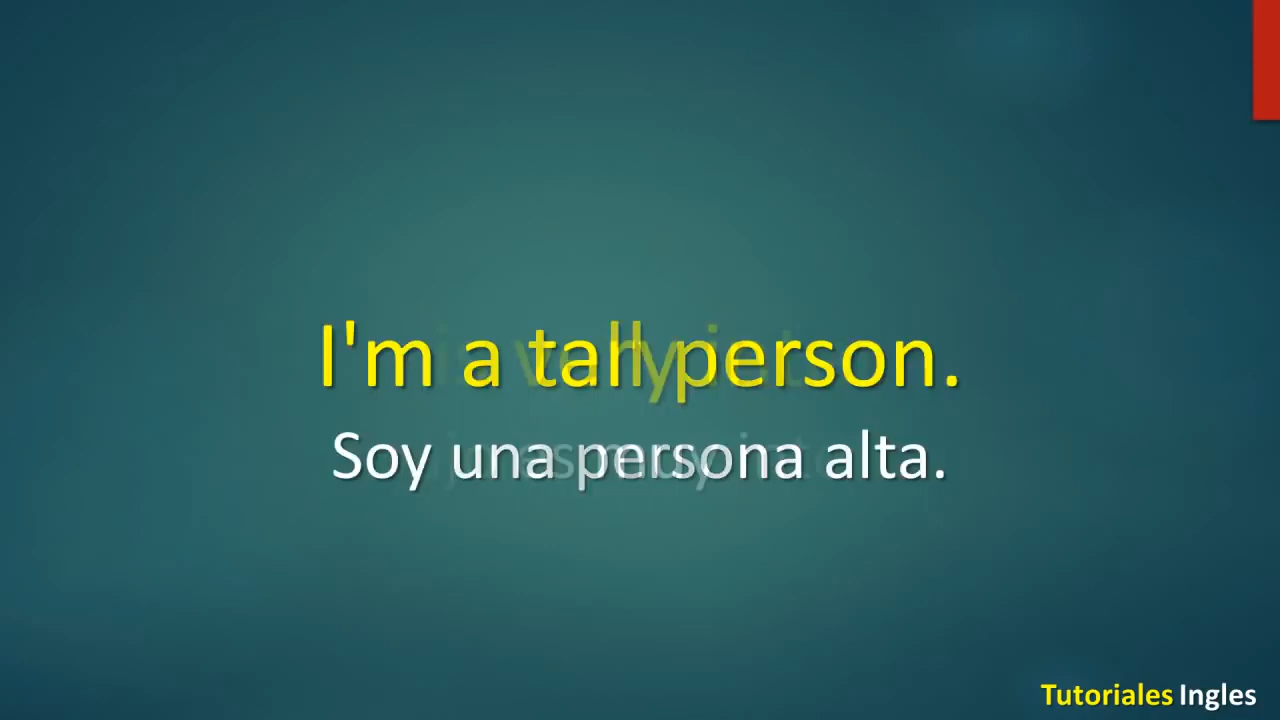 I'm a tall person.
Soy una persona alta.
Tutoriales Ingles